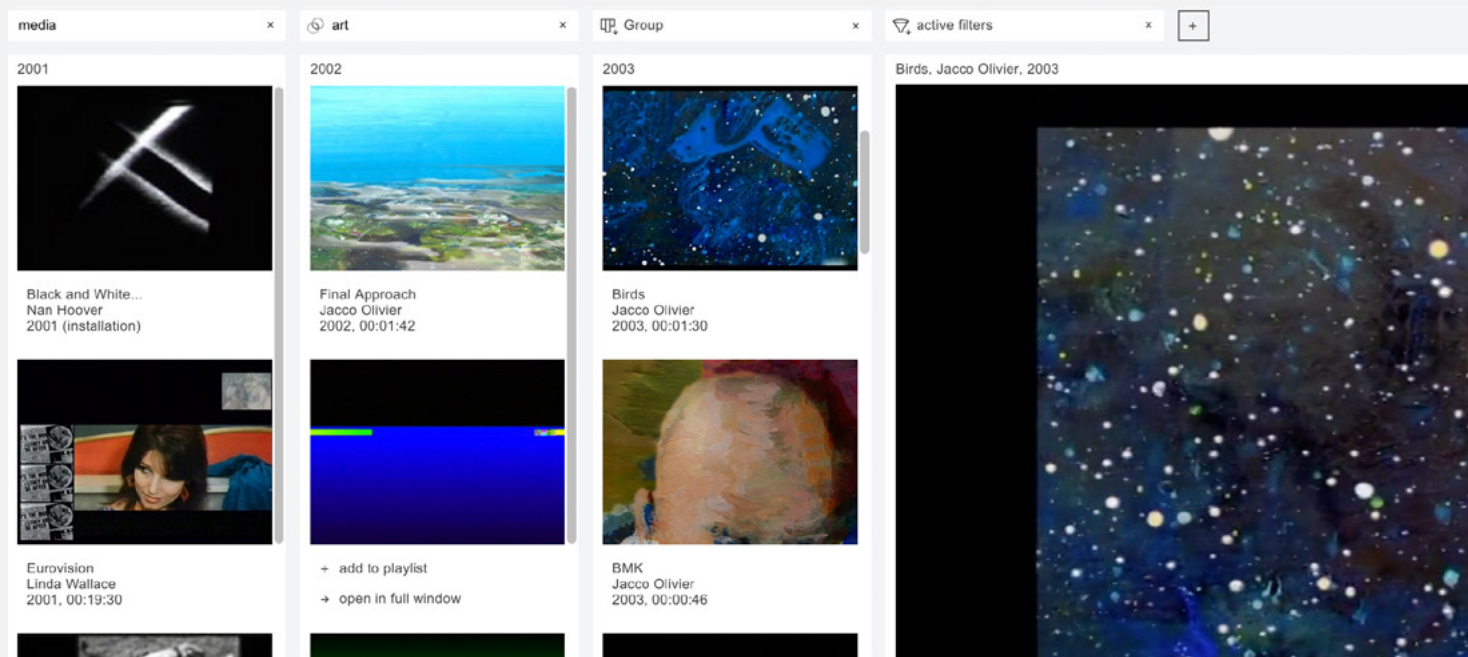 media ×
art ×
Group ×
active filters ×
+
2001
Black and White...
Nan Hoover
2001 (installation)
Eurovision
Linda Wallace
2001, 00:19:30
2002
Final Approach
Jacco Olivier
2002, 00:01:42
+ add to playlist
→ open in full window
2003
Birds
Jacco Olivier
2003, 00:01:30
BMK
Jacco Olivier
2003, 00:00:46
Birds, Jacco Olivier, 2003